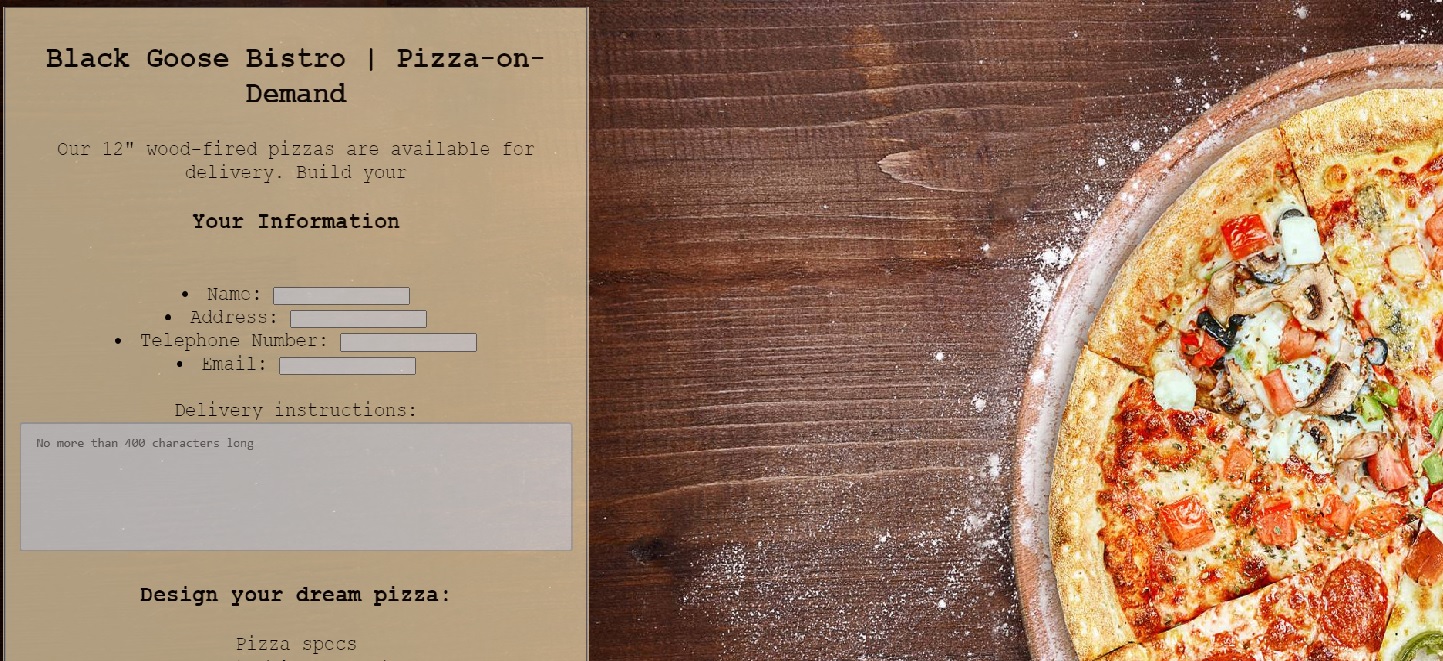 Black Goose Bistro | Pizza-on-
Demand
Our 12" wood-fired pizzas are available for
delivery. Build your
Your Information
Name:
Address:
Telephone Number:
Email:
Delivery instructions:
No more than 400 characters long
Design your dream pizza:
Pizza specs